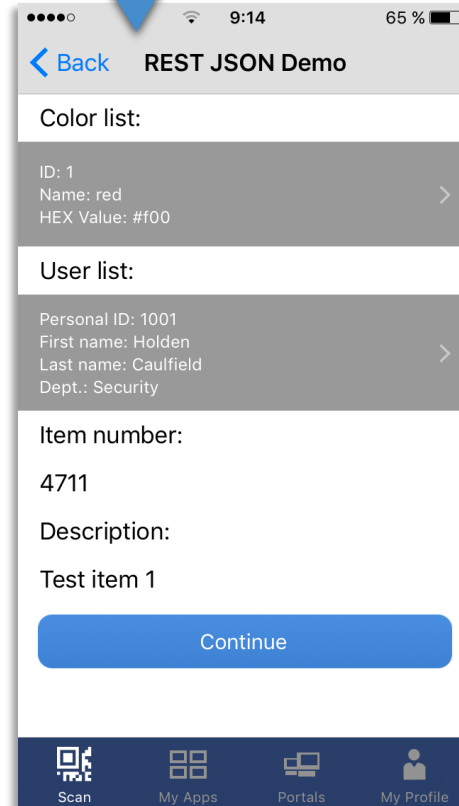 9:14
65 %
Back
REST JSON Demo
Color list:
ID: 1
Name: red
HEX Value: #f00
User list:
Personal ID: 1001
First name: Holden
Last name: Caulfield
Dept.: Security
Item number:
4711
Description:
Test item 1
Continue
Scan
My Apps
Portals
My Profile